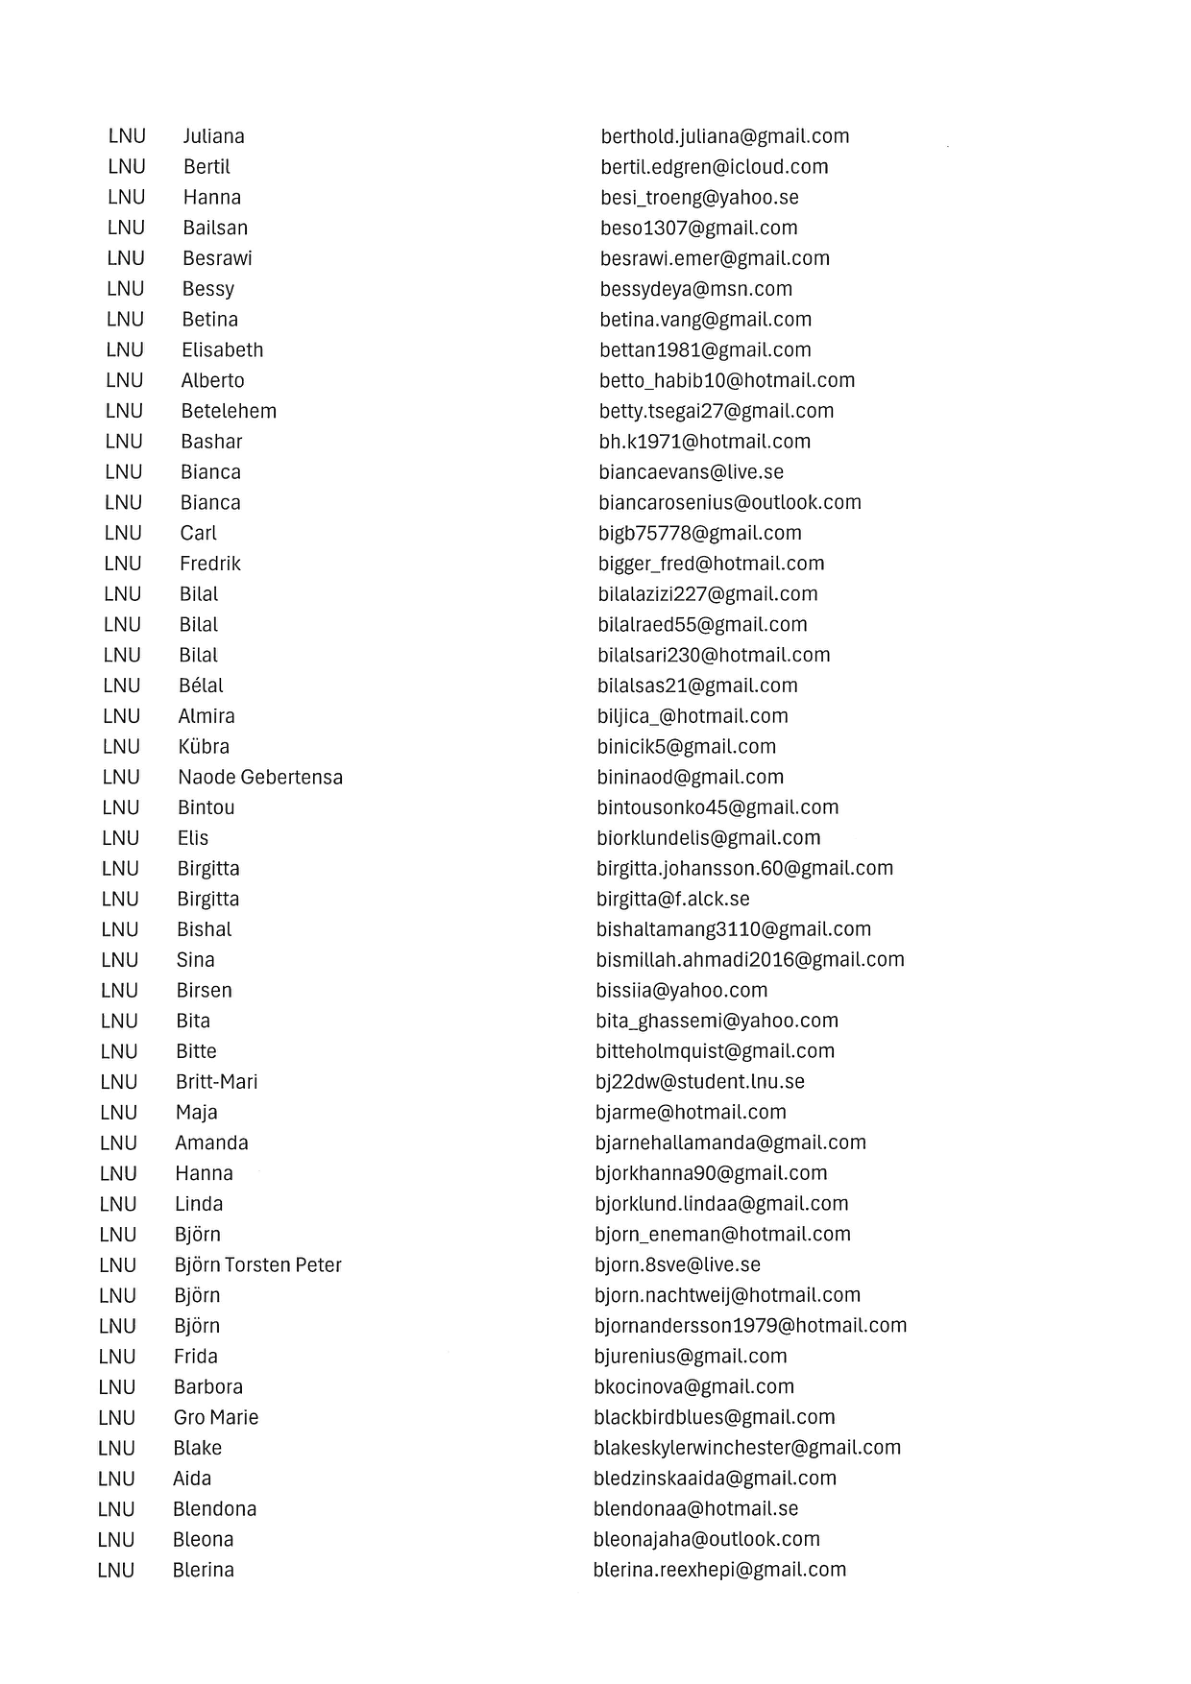 LNU Juliana berthold.juliana@gmail.com
LNU Bertil bertil.edgren@icloud.com
LNU Hanna besi_troeng@yahoo.se
LNU Bailsan beso1307@gmail.com
LNU Besrawi besrawi.emer@gmail.com
LNU Bessy bessydeya@msn.com
LNU Betina betina.vang@gmail.com
LNU Elisabeth bettan1981@gmail.com
LNU Alberto betto_habib10@hotmail.com
LNU Betelehem betty.tsegai27@gmail.com
LNU Bashar bh.k1971@hotmail.com
LNU Bianca biancaevans@live.se
LNU Bianca biancarosenius@outlook.com
LNU Carl bigb75778@gmail.com
LNU Fredrik bigger_fred@hotmail.com
LNU Bilal bilalazizi227@gmail.com
LNU Bilal bilalraed55@gmail.com
LNU Bilal bilalsari230@hotmail.com
LNU Bélal bilalsas21@gmail.com
LNU Almira biljica_@hotmail.com
LNU Kübra binicik5@gmail.com
LNU Naode Gebertensa bininaod@gmail.com
LNU Bintou bintousonko45@gmail.com
LNU Elis biorklundelis@gmail.com
LNU Birgitta birgitta.johansson.60@gmail.com
LNU Birgitta birgitta@f.alck.se
LNU Bishal bishaltamang3110@gmail.com
LNU Sina bismillah.ahmadi2016@gmail.com
LNU Birsen bissiia@yahoo.com
LNU Bita bita_ghassemi@yahoo.com
LNU Bitte bitteholmquist@gmail.com
LNU Britt-Mari bj22dw@student.lnu.se
LNU Maja bjarme@hotmail.com
LNU Amanda bjarnehallamanda@gmail.com
LNU Hanna bjorkhanna90@gmail.com
LNU Linda bjorklund.lindaa@gmail.com
LNU Björn bjorn_eneman@hotmail.com
LNU Björn Torsten Peter bjorn.8sve@live.se
LNU Björn bjorn.nachtweij@hotmail.com
LNU Björn bjornandersson1979@hotmail.com
LNU Frida bjurenius@gmail.com
LNU Barbora bkocinova@gmail.com
LNU Gro Marie blackbirdblues@gmail.com
LNU Blake blakeskylerwinchester@gmail.com
LNU Aida bledzinskaaida@gmail.com
LNU Blendona blendonaa@hotmail.se
LNU Bleona bleonajaha@outlook.com
LNU Blerina blerina.reexhepi@gmail.com